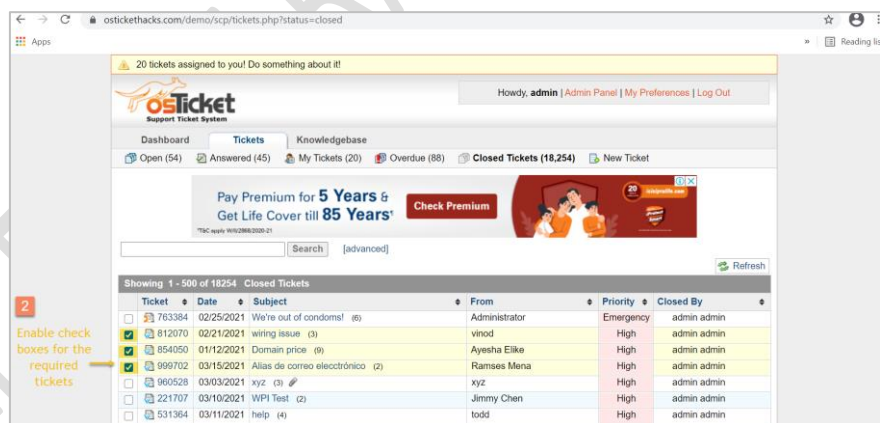 ostickethacks.com/demo/scp/tickets.php?status=closed
Apps
»
Reading lis
20 tickets assigned to you! Do something about it!
osTicket
Support Ticket System
Howdy, admin | Admin Panel | My Preferences | Log Out
Dashboard Tickets Knowledgebase
Open (54) Answered (45) My Tickets (20) Overdue (88) Closed Tickets (18,254) New Ticket
Pay Premium for 5 Years &
Get Life Cover till 85 Years
Check Premium
20
Search [advanced]
Refresh
Showing 1 - 500 of 18254 Closed Tickets
Ticket Date Subject From Priority Closed By
763384 02/25/2021 We're out of condoms! (6) Administrator Emergency admin admin
812070 02/21/2021 wiring issue (3) vinod High admin admin
854050 01/12/2021 Domain price (9) Ayesha Elike High admin admin
999702 03/15/2021 Alias de correo elecctrónico (2) Ramses Mena High admin admin
960528 03/03/2021 xyz (3) xyz High admin admin
221707 03/10/2021 WPI Test (2) Jimmy Chen High admin admin
531364 03/11/2021 help (4) todd High admin admin
2
Enable check
boxes for the
required
tickets